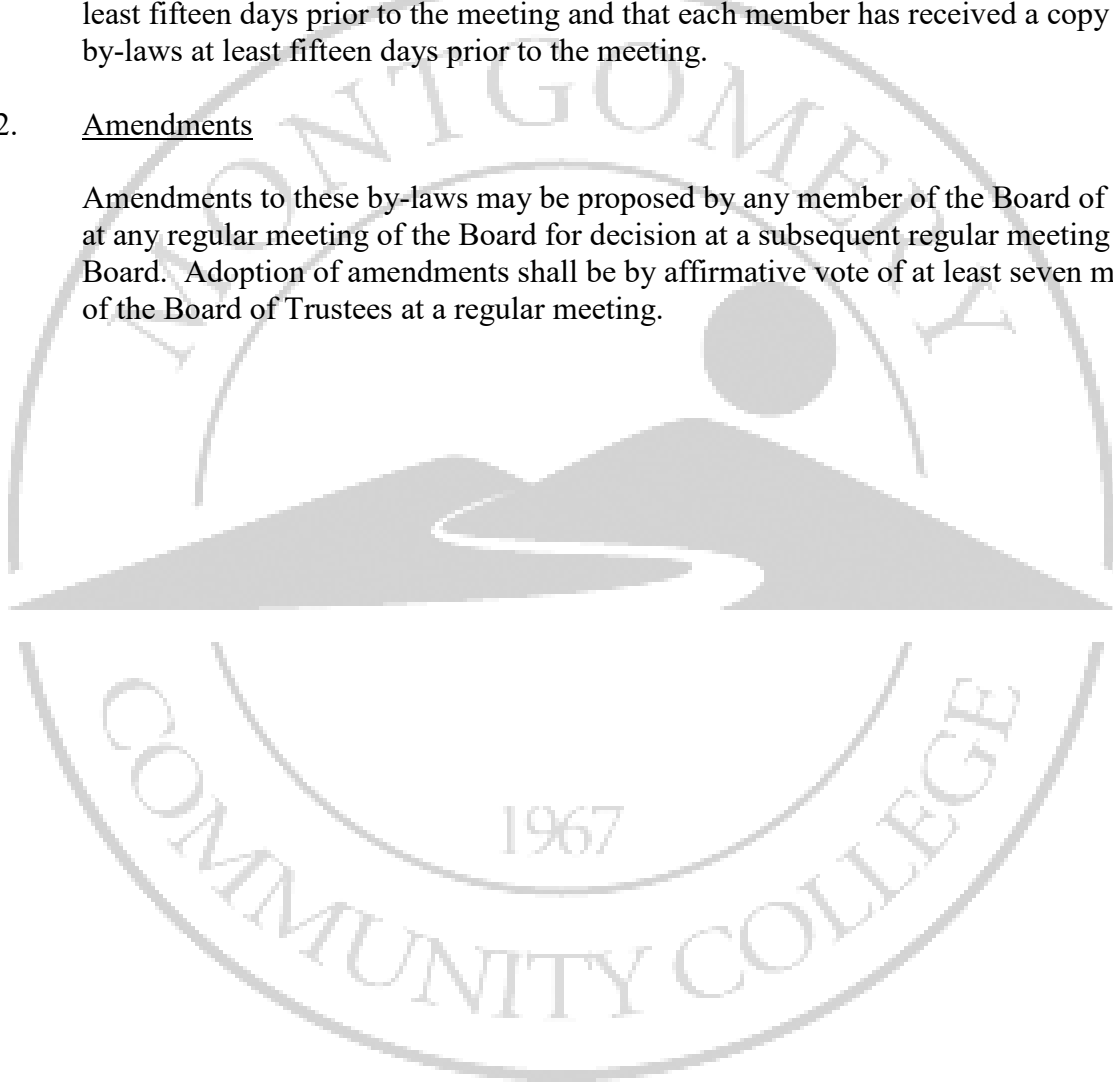 least fifteen days prior to the meeting and that each member has received a copy
by-laws at least fifteen days prior to the meeting.
2. Amendments
Amendments to these by-laws may be proposed by any member of the Board of
at any regular meeting of the Board for decision at a subsequent regular meeting
Board. Adoption of amendments shall be by affirmative vote of at least seven m
of the Board of Trustees at a regular meeting.
MONTGOMERY
1967
COMMUNITY COLLEGE